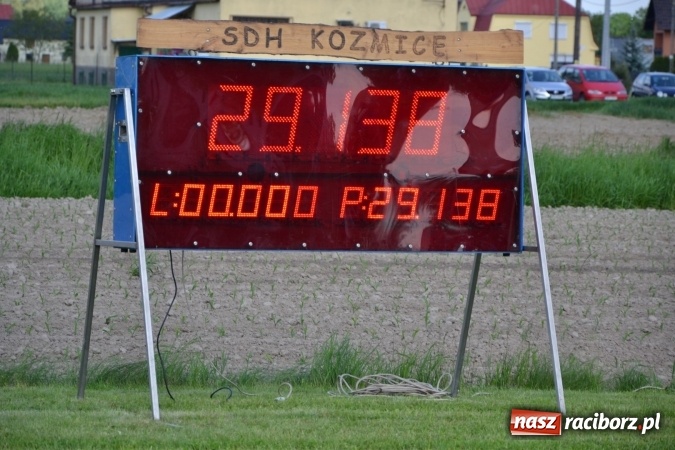 SDH KOZMICE
29.138
L:00.000 P:29.138
nasz raciborz.pl